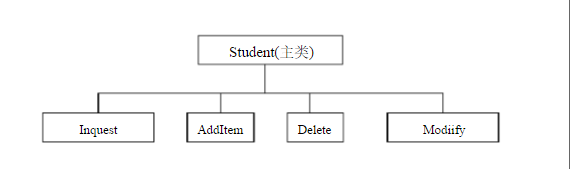 Student(主类)
Inquest
AddItem
Delete
Modiify